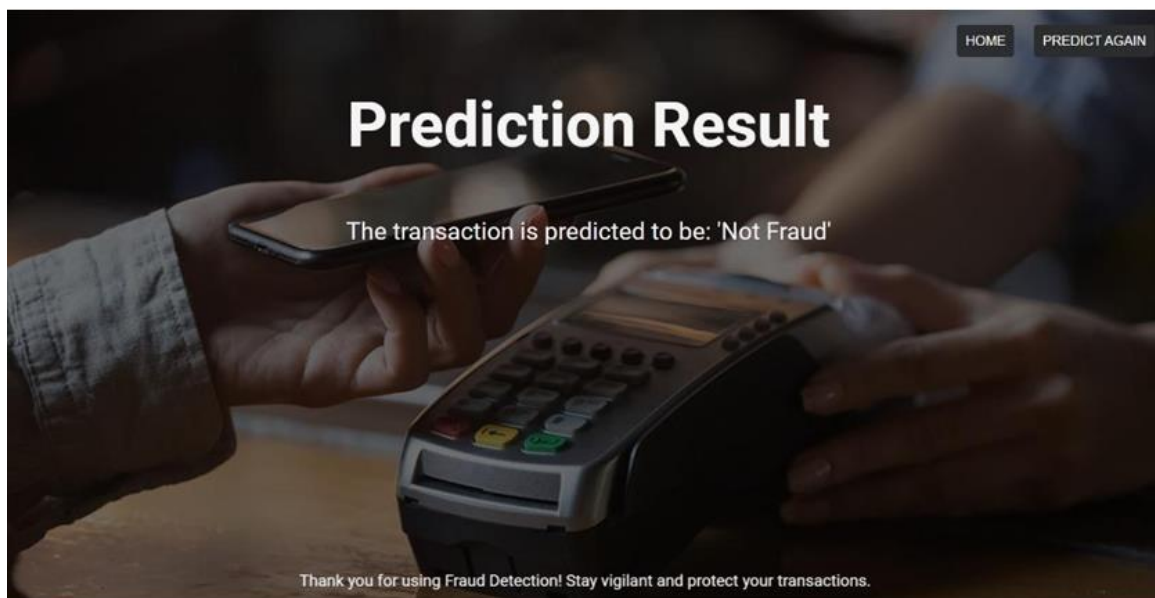 HOME
PREDICT AGAIN
Prediction Result
The transaction is predicted to be: 'Not Fraud'
Thank you for using Fraud Detection! Stay vigilant and protect your transactions.